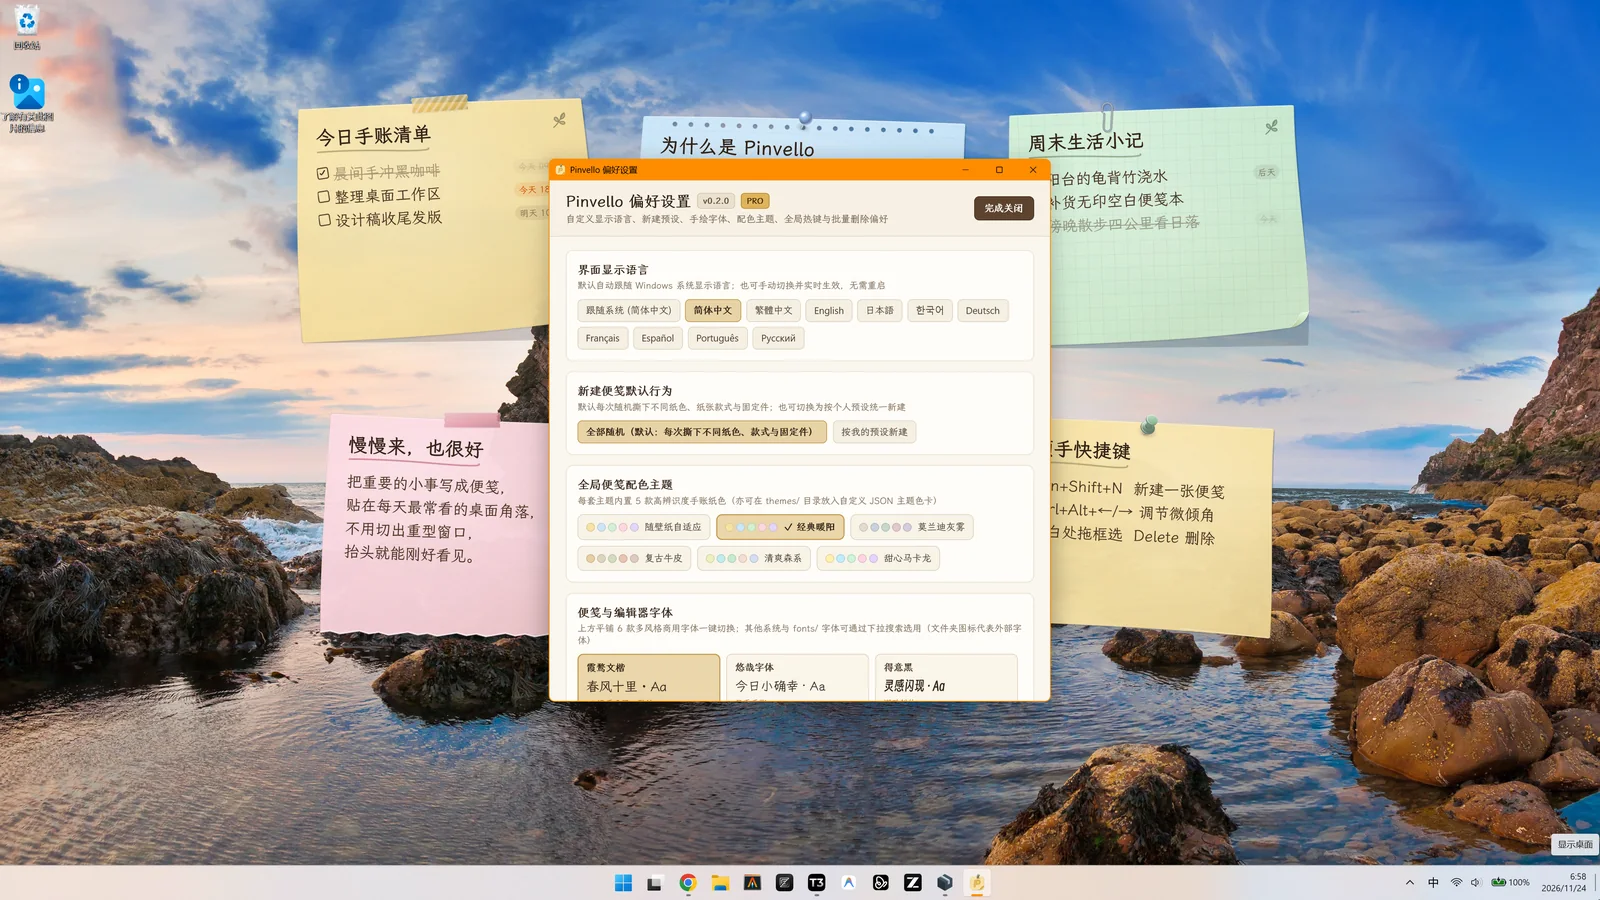 回收站
今日手账清单
晨间手冲黑咖啡
整理桌面工作区
今天 18
设计稿收尾发版
明天 10
为什么是 Pinvello
周末生活小记
阳台的龟背竹浇水
后天
补货无印空白便笺本
傍晚散步四公里看日落
今天
Pinvello 偏好设置
Pinvello 偏好设置 v0.2.0 PRO
自定义显示语言、新建预设、手绘字体、配色主题、全局热键与批量删除偏好
完成关闭
界面显示语言
默认自动跟随 Windows 系统显示语言；也可手动切换并实时生效，无需重启
跟随系统 (简体中文) 简体中文 繁體中文 English 日本語 한국어 Deutsch
Français Español Português Русский
新建便笺默认行为
默认每次随机撕下不同纸色、纸张款式与固定件；也可切换为按个人预设统一新建
全部随机（默认：每次撕下不同纸色、款式与固定件） 按我的预设新建
全局便笺配色主题
每套主题内置 5 款高辨识度手账纸色（亦可在 themes/ 目录放入自定义 JSON 主题色卡）
随壁纸自适应 ✓ 经典暖阳 莫兰迪灰雾
复古牛皮 清爽森系 甜心马卡龙
便笺与编辑器字体
上方平铺 6 款多风格商用字体一键切换；其他系统与 fonts/ 字体可通过下拉搜索选用（文件夹图标代表外部字
体）
霞鹜文楷 悠哉字体 得意黑
春风十里・Aa 今日小确幸 · Aa 灵感闪现·Aa
慢慢来，也很好
把重要的小事写成便笺，
贴在每天最常看的桌面角落，
不用切出重型窗口，
抬头就能刚好看见。
手快捷键
n+Shift+N 新建一张便笺
rl+Alt+←/→ 调节微倾角
白处拖框选 Delete 删除
显示桌面
T3
中
100%
6:58
2026/11/24